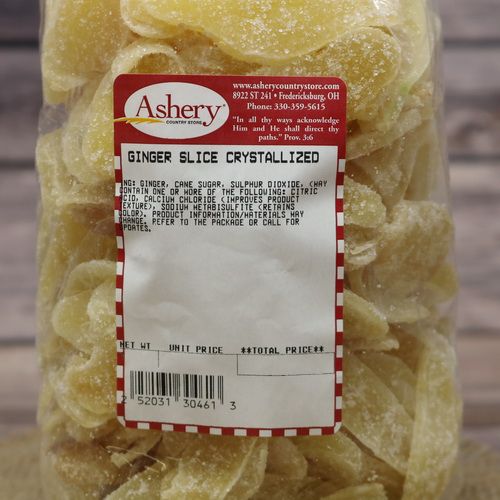 Ashery
COUNTRY STORE
www.asherycountrystore.com
8922 ST 241 • Fredericksburg, OH
Phone: 330-359-5615
"In all thy ways acknowledge
Him and He shall direct thy
paths." Prov. 3:6
GINGER SLICE CRYSTALLIZED
ING: GINGER, CANE SUGAR, SULPHUR DIOXIDE, (MAY
CONTAIN ONE OR MORE OF THE FOLLOWING: CITRIC
ACID, CALCIUM CHLORIDE (IMPROVES PRODUCT
TEXTURE), SODIUM METABISULFITE (RETAINS
COLOR). PRODUCT INFORMATION/MATERIALS MAY
CHANGE. REFER TO THE PACKAGE OR CALL FOR
UPDATES.
NET WT UNIT PRICE **TOTAL PRICE**
2 52031 30461 3